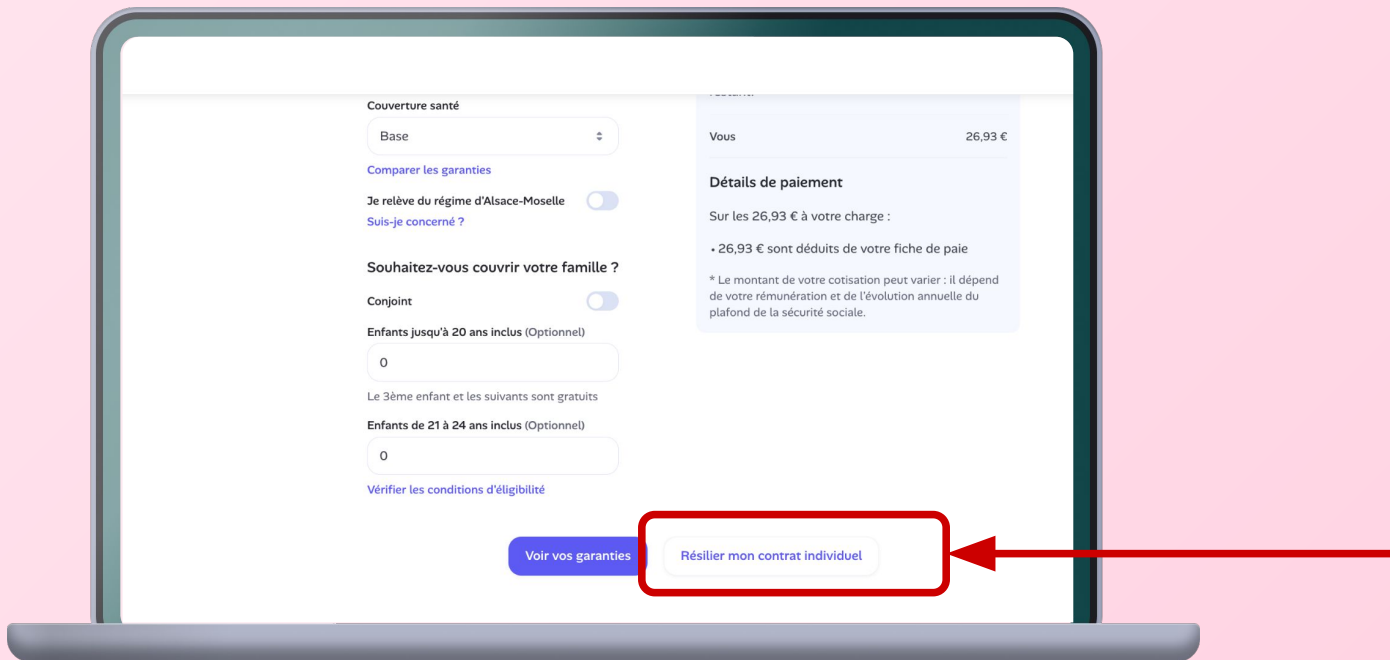 Couverture santé
Base
Comparer les garanties
Je relève du régime d'Alsace-Moselle
Suis-je concerné ?
Souhaitez-vous couvrir votre famille ?
Conjoint
Enfants jusqu'à 20 ans inclus (Optionnel)
0
Le 3ème enfant et les suivants sont gratuits
Enfants de 21 à 24 ans inclus (Optionnel)
0
Vérifier les conditions d'éligibilité
Vous 26,93 €
Détails de paiement
Sur les 26,93 € à votre charge :
• 26,93 € sont déduits de votre fiche de paie
* Le montant de votre cotisation peut varier : il dépend
de votre rémunération et de l'évolution annuelle du
plafond de la sécurité sociale.
Voir vos garanties
Résilier mon contrat individuel